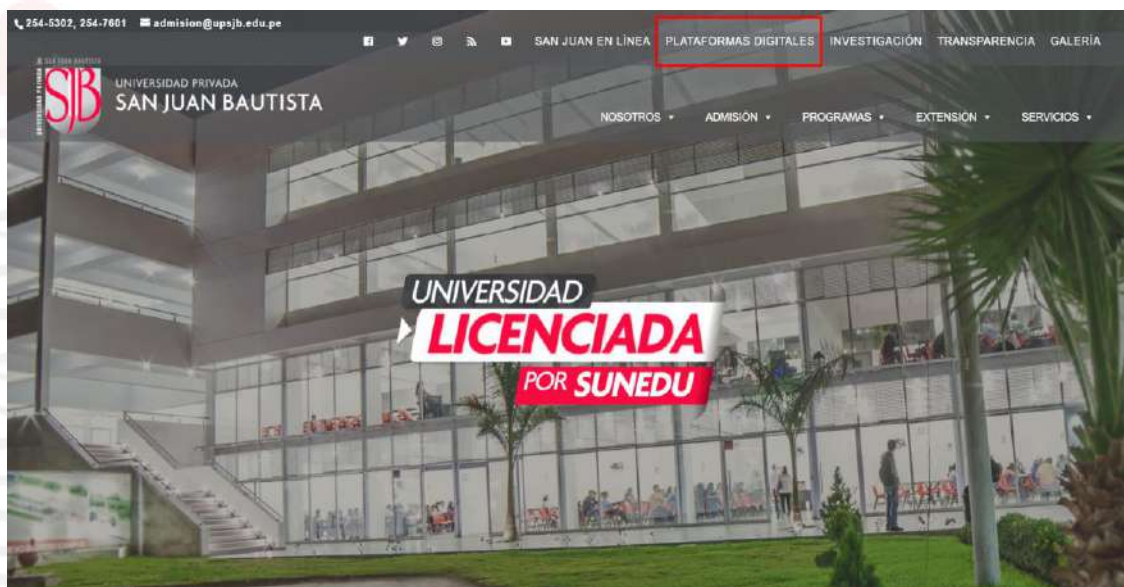 254-5302, 254-7601 admision@upsjb.edu.pe
SAN JUAN EN LÍNEA PLATAFORMAS DIGITALES INVESTIGACIÓN TRANSPARENCIA GALERÍA
SJB
UNIVERSIDAD PRIVADA
SAN JUAN BAUTISTA
NOSOTROS ADMISIÓN PROGRAMAS EXTENSIÓN SERVICIOS
UNIVERSIDAD
LICENCIADA
POR SUNEDU